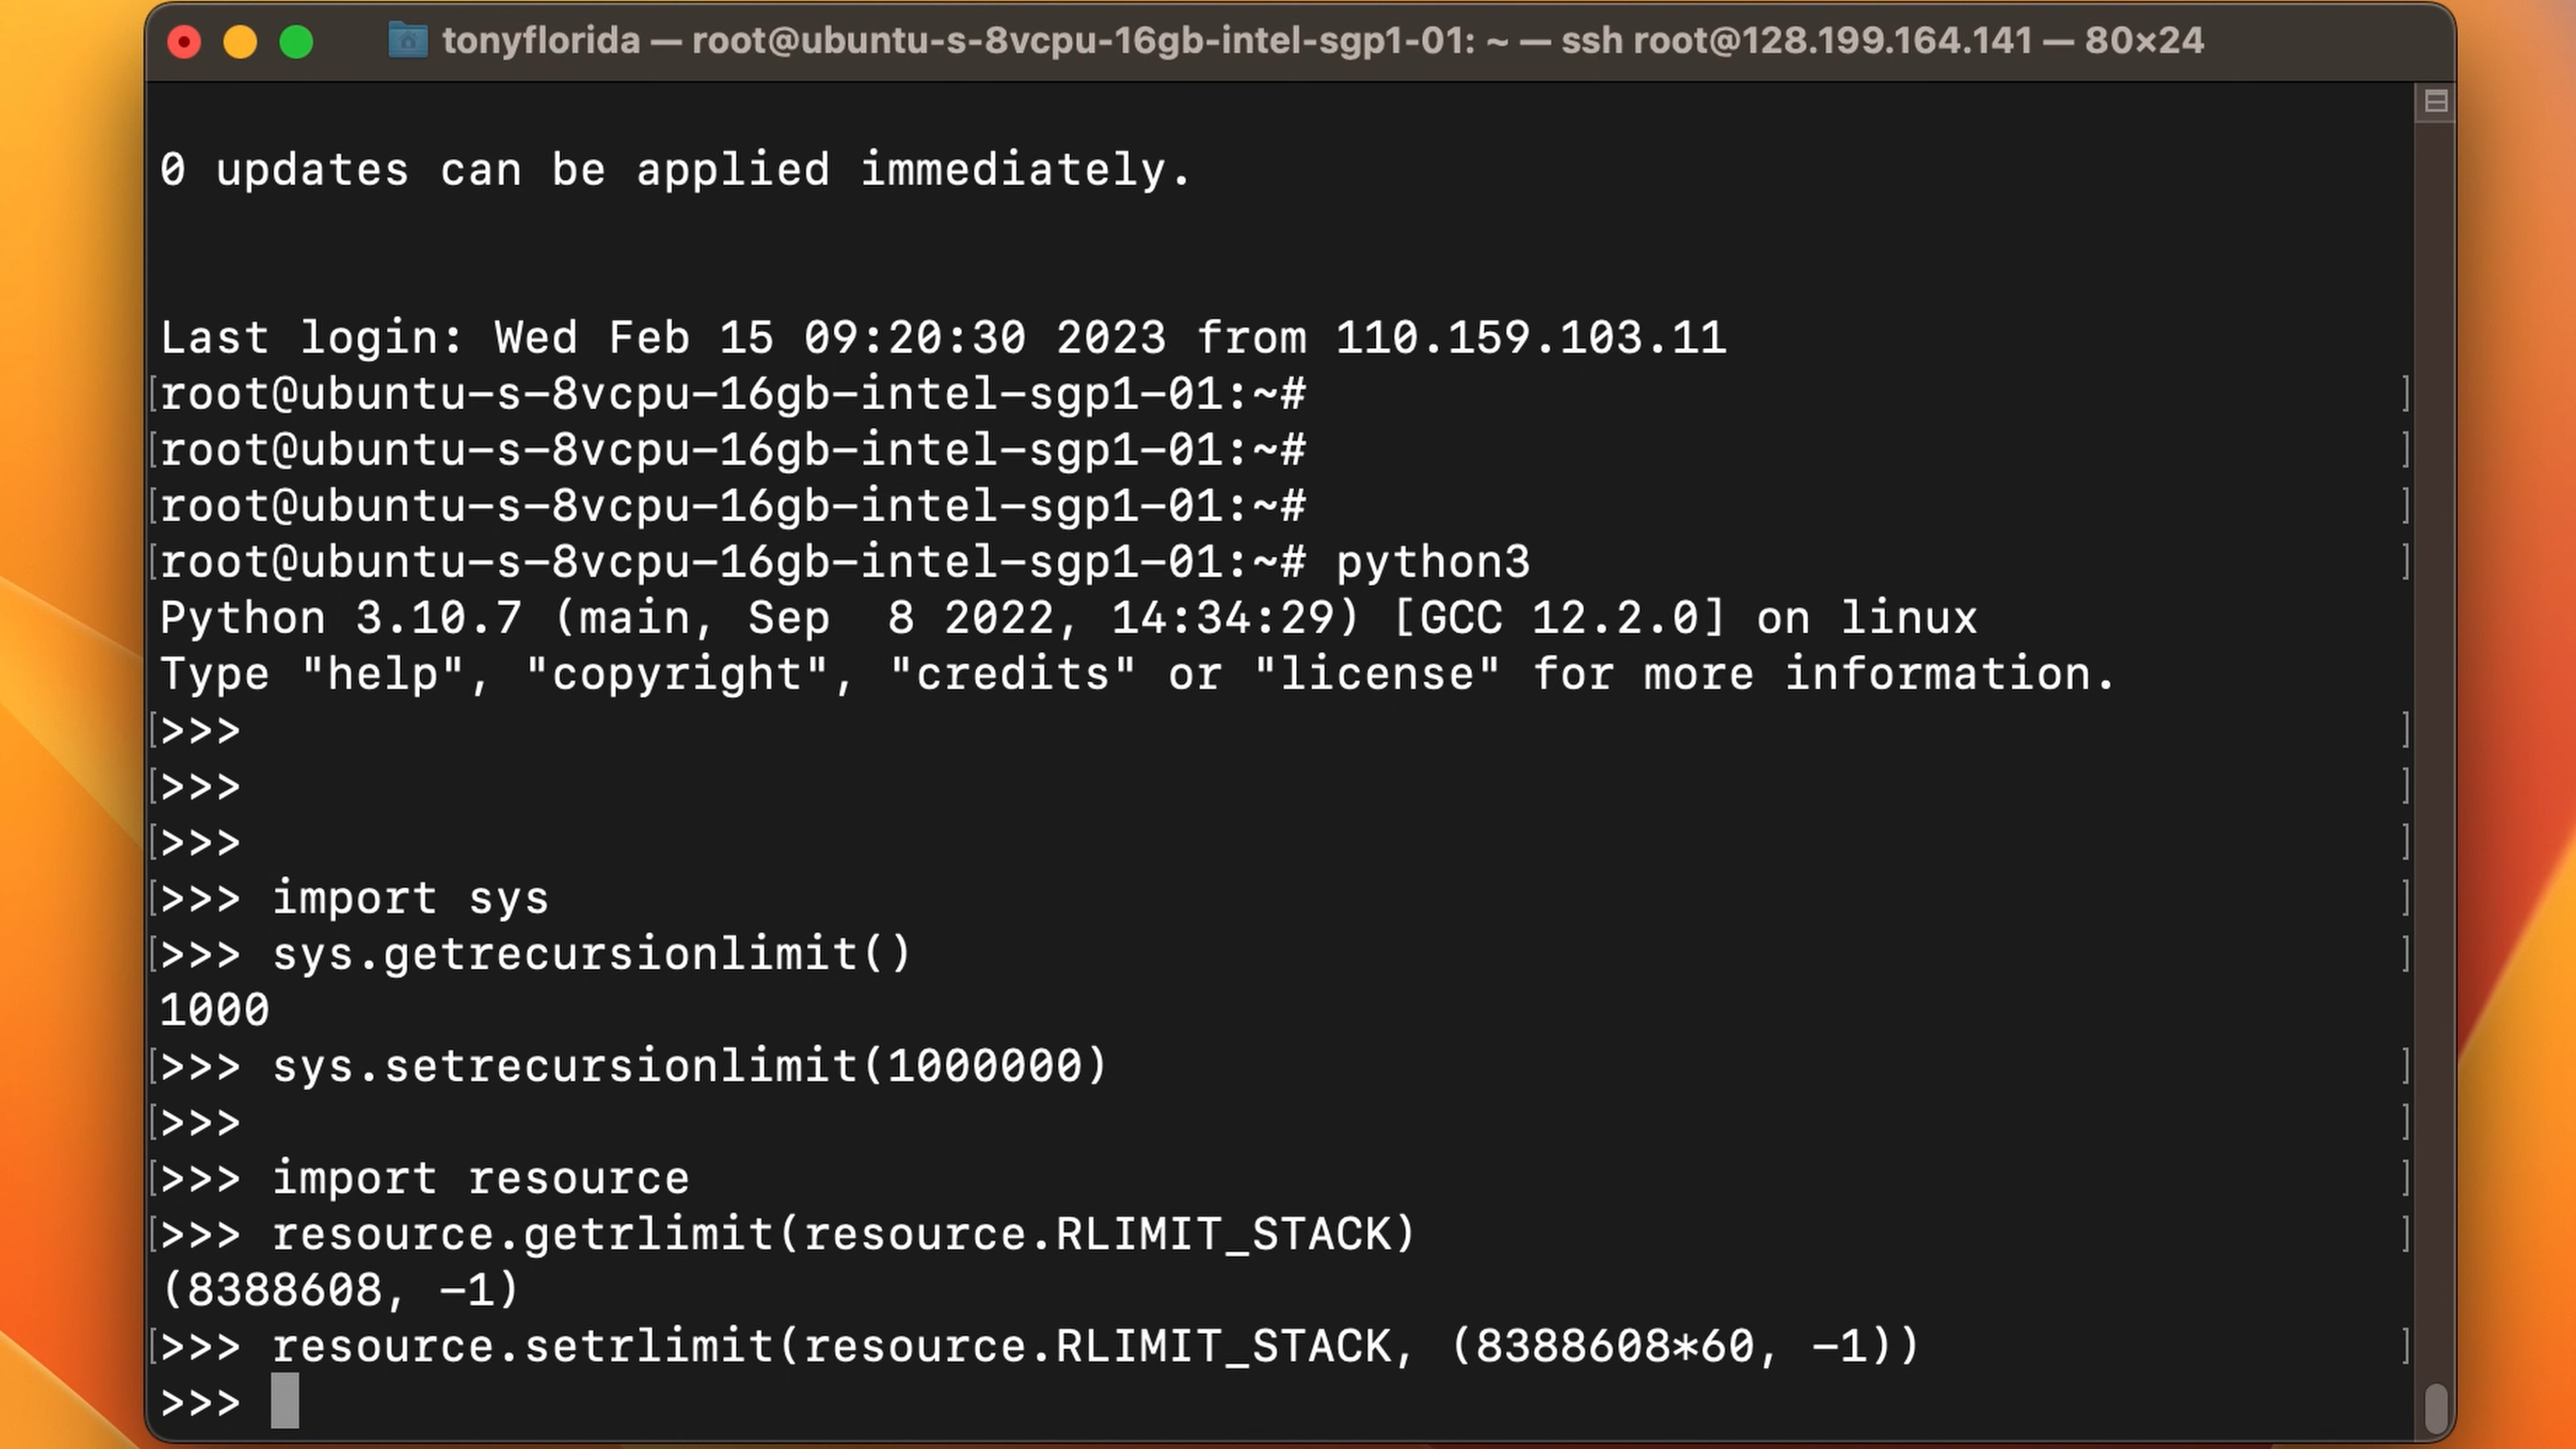 tonyflorida — root@ubuntu-s-8vcpu-16gb-intel-sgp1-01: ~ — ssh root@128.199.164.141 — 80×24
0 updates can be applied immediately.
Last login: Wed Feb 15 09:20:30 2023 from 110.159.103.11
[root@ubuntu-s-8vcpu-16gb-intel-sgp1-01:~# ]
[root@ubuntu-s-8vcpu-16gb-intel-sgp1-01:~# ]
[root@ubuntu-s-8vcpu-16gb-intel-sgp1-01:~# ]
[root@ubuntu-s-8vcpu-16gb-intel-sgp1-01:~# python3 ]
Python 3.10.7 (main, Sep  8 2022, 14:34:29) [GCC 12.2.0] on linux
Type "help", "copyright", "credits" or "license" for more information.
[>>> ]
[>>> ]
[>>> ]
[>>> import sys ]
[>>> sys.getrecursionlimit() ]
1000
[>>> sys.setrecursionlimit(1000000) ]
[>>> ]
[>>> import resource ]
[>>> resource.getrlimit(resource.RLIMIT_STACK) ]
(8388608, -1)
[>>> resource.setrlimit(resource.RLIMIT_STACK, (8388608*60, -1)) ]
>>>